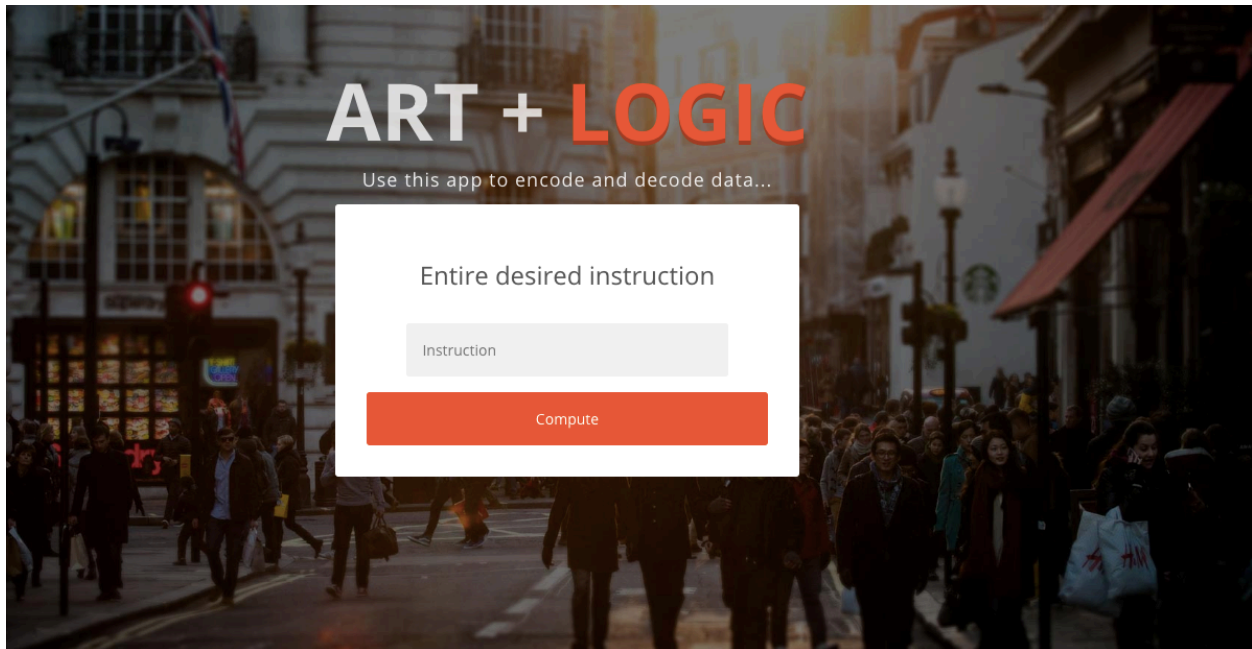 ART + LOGIC
Use this app to encode and decode data...
Entire desired instruction
Instruction
Compute
H&M